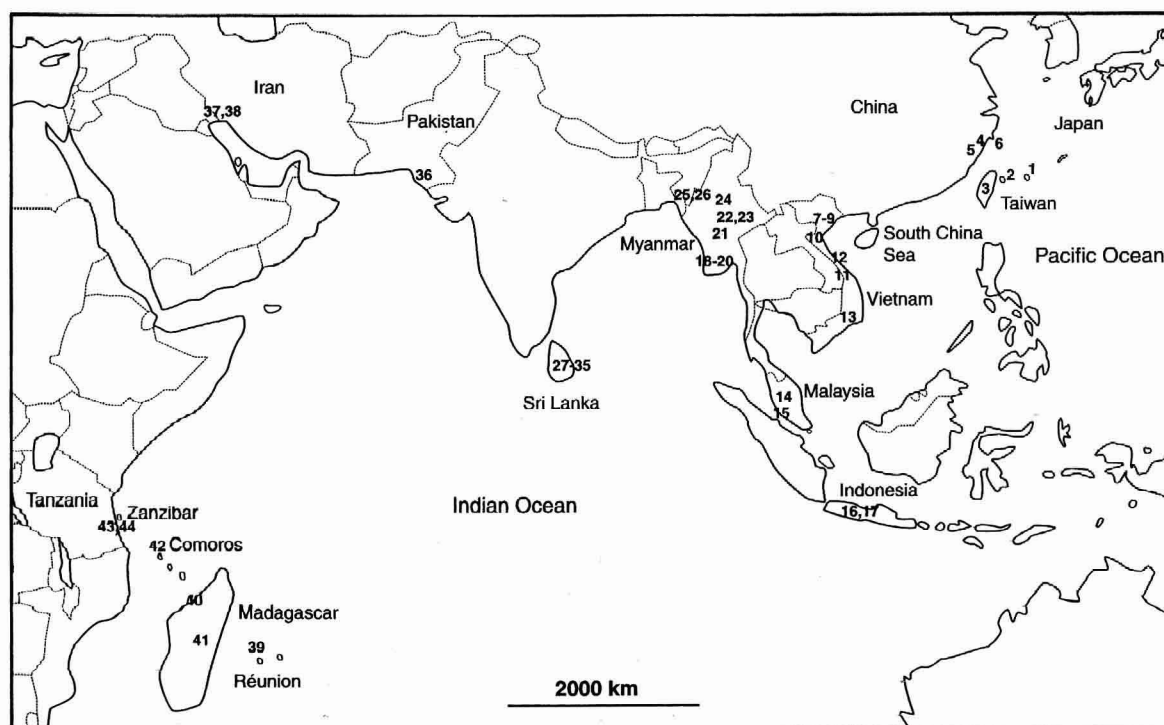 Iran
37,38
Pakistan
36
China
Japan
4
5
6
1
2
3
Taiwan
25,26
24
22,23
21
Myanmar
18-20
7-9
10
South China
Sea
12
11
Vietnam
13
Pacific Ocean
27-35
Sri Lanka
14
15
Malaysia
Indonesia
16,17
Indian Ocean
Tanzania
Zanzibar
43,44
42
Comoros
40
Madagascar
41
39
Réunion
2000 km